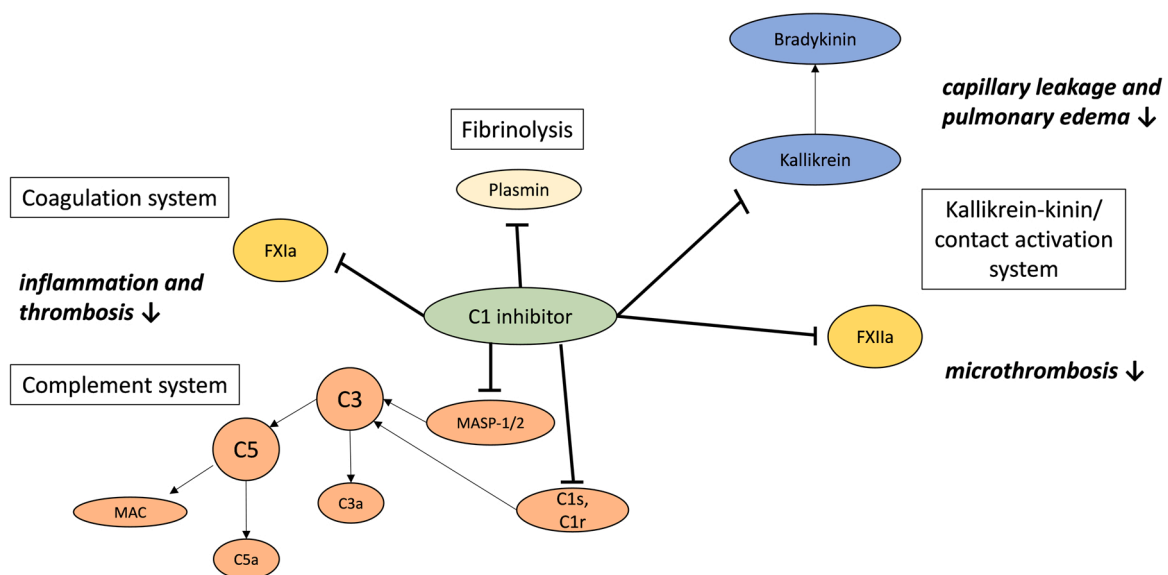 Bradykinin
capillary leakage and
pulmonary edema ↓
Fibrinolysis
Kallikrein
Plasmin
Coagulation system
Kallikrein-kinin/
contact activation
system
FXIa
inflammation and
thrombosis ↓
C1 inhibitor
FXIIa
microthrombosis ↓
Complement system
C3
MASP-1/2
C5
C1s,
C1r
C3a
MAC
C5a